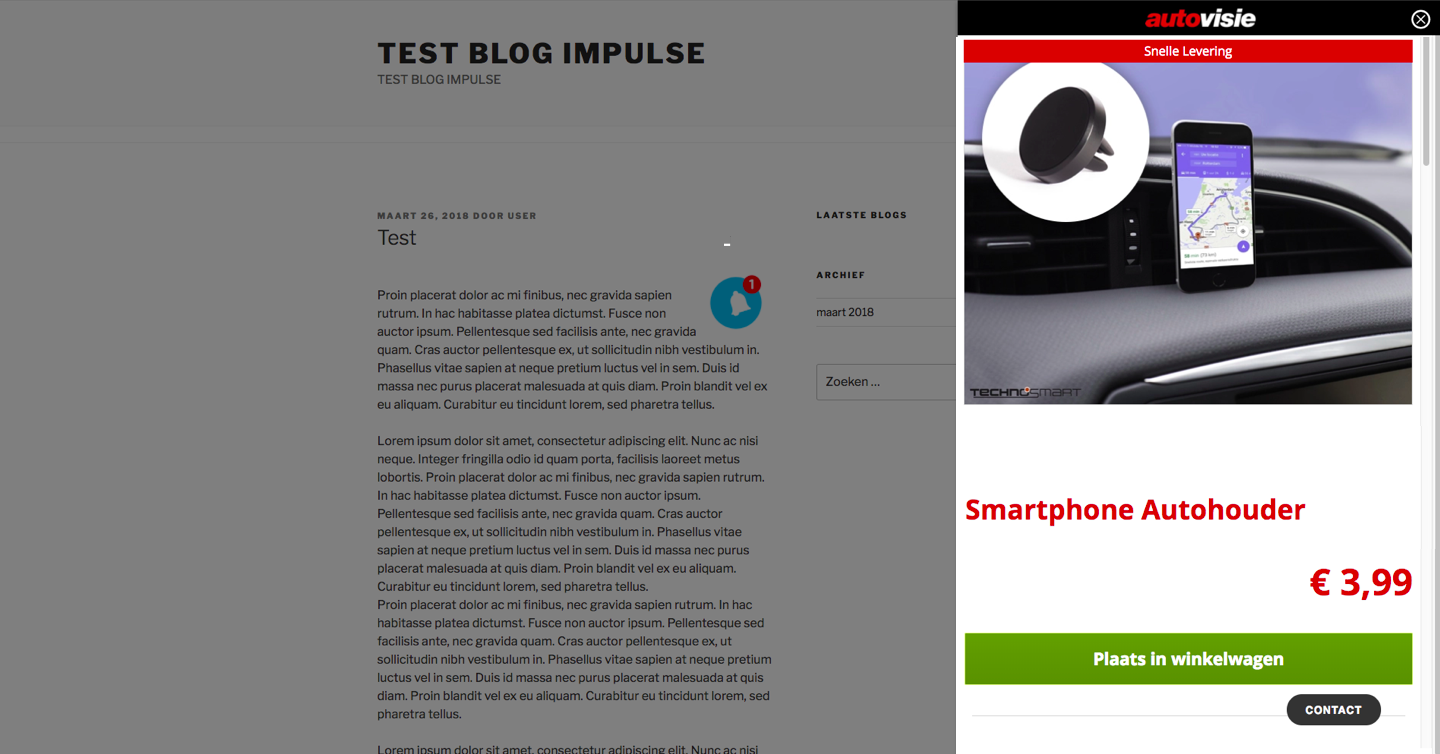 TEST BLOG IMPULSE
TEST BLOG IMPULSE
MAART 26, 2018 DOOR USER
Test
1
Proin placerat dolor ac mi finibus, nec gravida sapien
rutrum. In hac habitasse platea dictumst. Fusce non
auctor ipsum. Pellentesque sed facilisis ante, nec gravida
quam. Cras auctor pellentesque ex, ut sollicitudin nibh vestibulum in.
Phasellus vitae sapien at neque pretium luctus vel in sem. Duis id
massa nec purus placerat malesuada at quis diam. Proin blandit vel ex
eu aliquam. Curabitur eu tincidunt lorem, sed pharetra tellus.
Lorem ipsum dolor sit amet, consectetur adipiscing elit. Nunc ac nisi
neque. Integer fringilla odio id quam porta, facilisis laoreet metus
lobortis. Proin placerat dolor ac mi finibus, nec gravida sapien rutrum.
In hac habitasse platea dictumst. Fusce non auctor ipsum.
Pellentesque sed facilisis ante, nec gravida quam. Cras auctor
pellentesque ex, ut sollicitudin nibh vestibulum in. Phasellus vitae
sapien at neque pretium luctus vel in sem. Duis id massa nec purus
placerat malesuada at quis diam. Proin blandit vel ex eu aliquam.
Curabitur eu tincidunt lorem, sed pharetra tellus.
Proin placerat dolor ac mi finibus, nec gravida sapien rutrum. In hac
habitasse platea dictumst. Fusce non auctor ipsum. Pellentesque sed
facilisis ante, nec gravida quam. Cras auctor pellentesque ex, ut
sollicitudin nibh vestibulum in. Phasellus vitae sapien at neque pretium
luctus vel in sem. Duis id massa nec purus placerat malesuada at quis
diam. Proin blandit vel ex eu aliquam. Curabitur eu tincidunt lorem, sed
pharetra tellus.
Lorem ipsum dolor sit amet, consectetur adipiscing elit. Nunc ac nisi
LAATSTE BLOGS
ARCHIEF
maart 2018
Zoeken ...
autovisie
Snelle Levering
TECHNOSMART
Smartphone Autohouder
€ 3,99
Plaats in winkelwagen
CONTACT